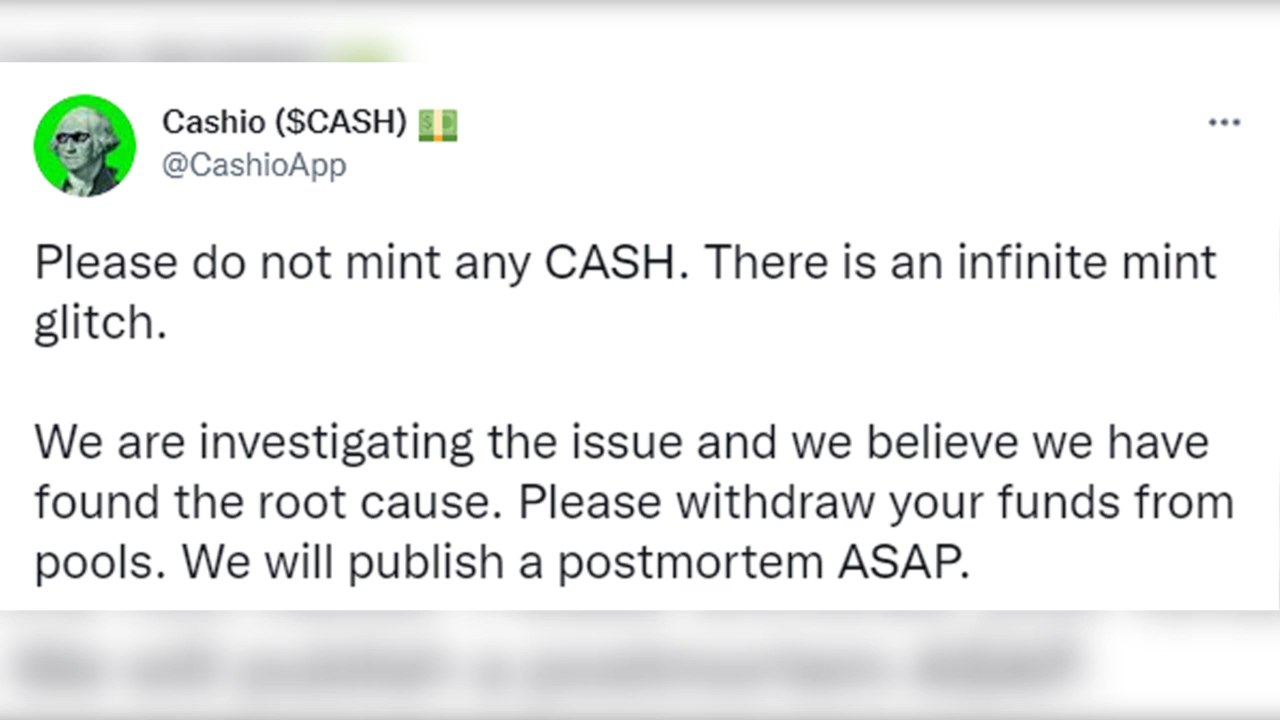 Cashio ($CASH) 💵
@CashioApp
Please do not mint any CASH. There is an infinite mint
glitch.
We are investigating the issue and we believe we have
found the root cause. Please withdraw your funds from
pools. We will publish a postmortem ASAP.